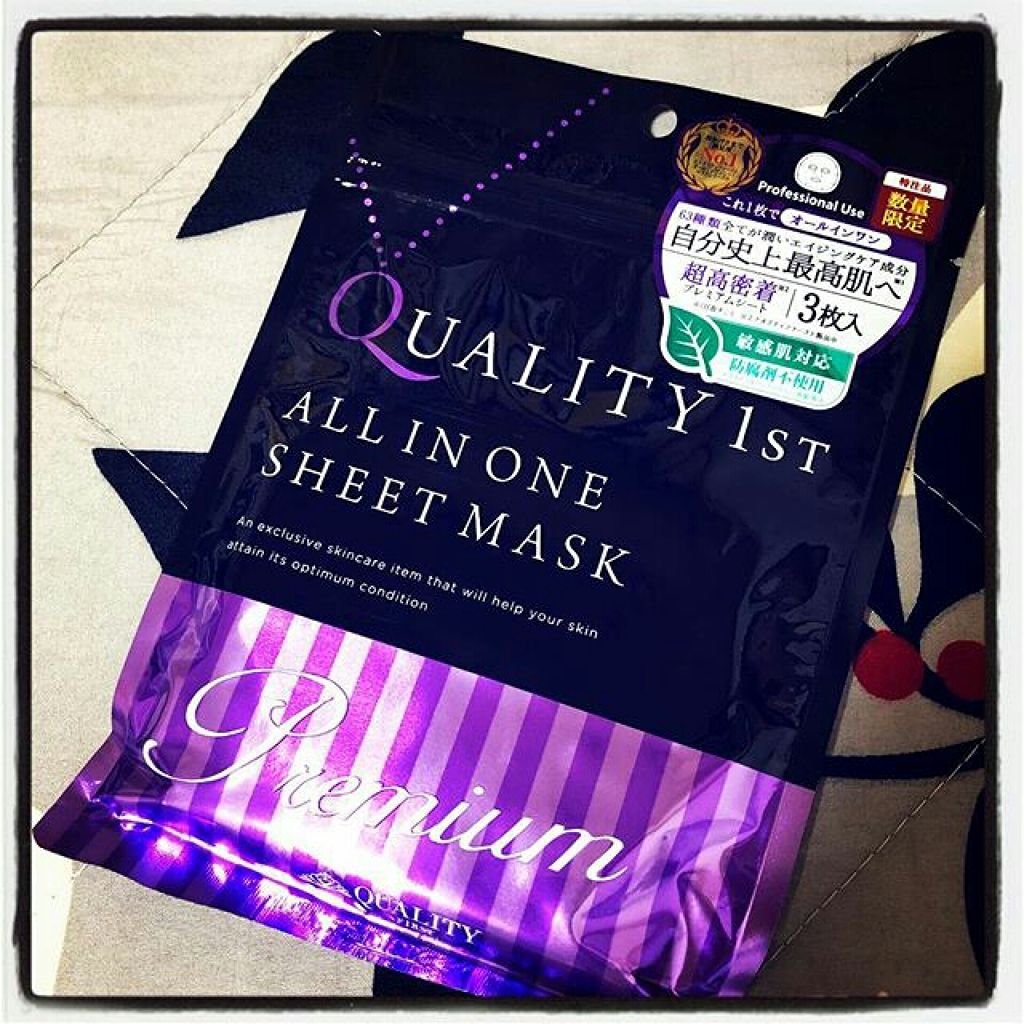 No.1
Professional Use
特注品
数量
限定
これ1枚で オールインワン
63種類全てが潤いエイジングケア成分
自分史上最高肌へ※1
超高密着※2
プレミアムシート
3枚入
敏感肌対応
防腐剤不使用
QUALITY 1ST
ALL IN ONE
SHEET MASK
An exclusive skincare item that will help your skin
attain its optimum condition
Premium
QUALITY
FIRST